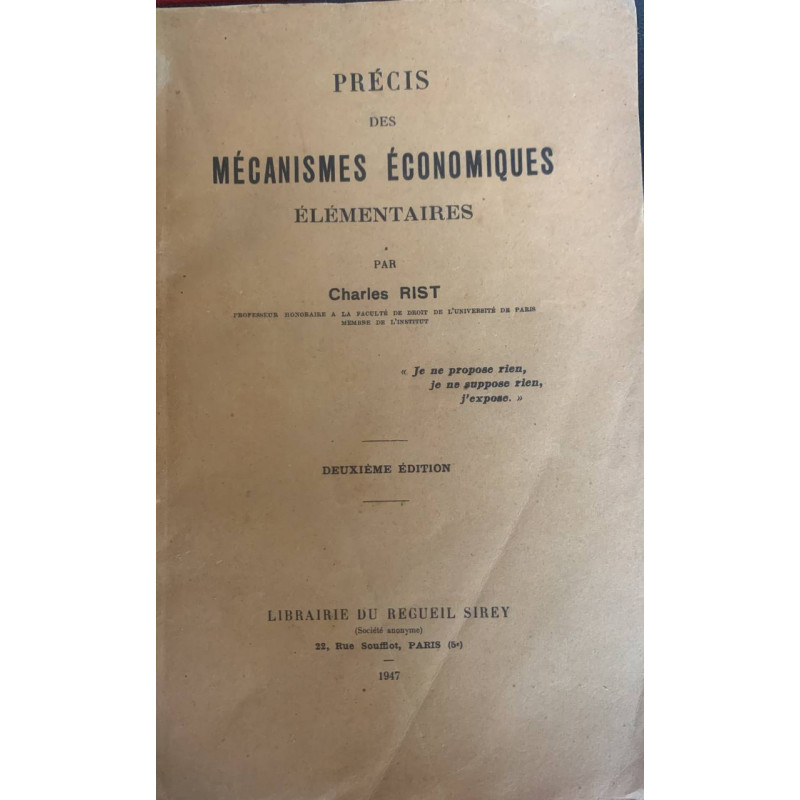 PRÉCIS
DES
MÉCANISMES ÉCONOMIQUES
ÉLÉMENTAIRES
PAR
Charles RIST
PROFESSEUR HONORAIRE A LA FACULTÉ DE DROIT DE L'UNIVERSITÉ DE PARIS
MEMBRE DE L'INSTITUT
« Je ne propose rien,
je ne suppose rien,
j'expose. »
DEUXIÈME ÉDITION
LIBRAIRIE DU RECUEIL SIREY
(Société anonyme)
22, Rue Soufflot, PARIS (5e)
1947